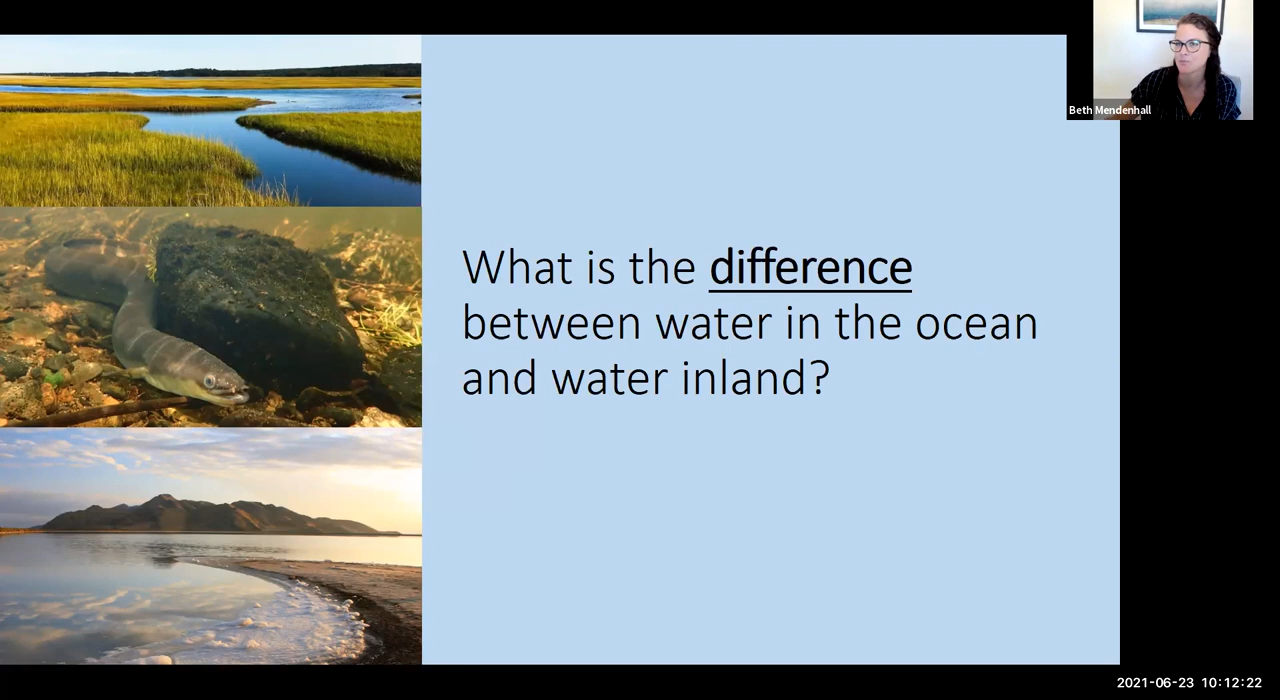 Beth Mendenhall
What is the difference
between water in the ocean
and water inland?
2021-06-23 10:12:22